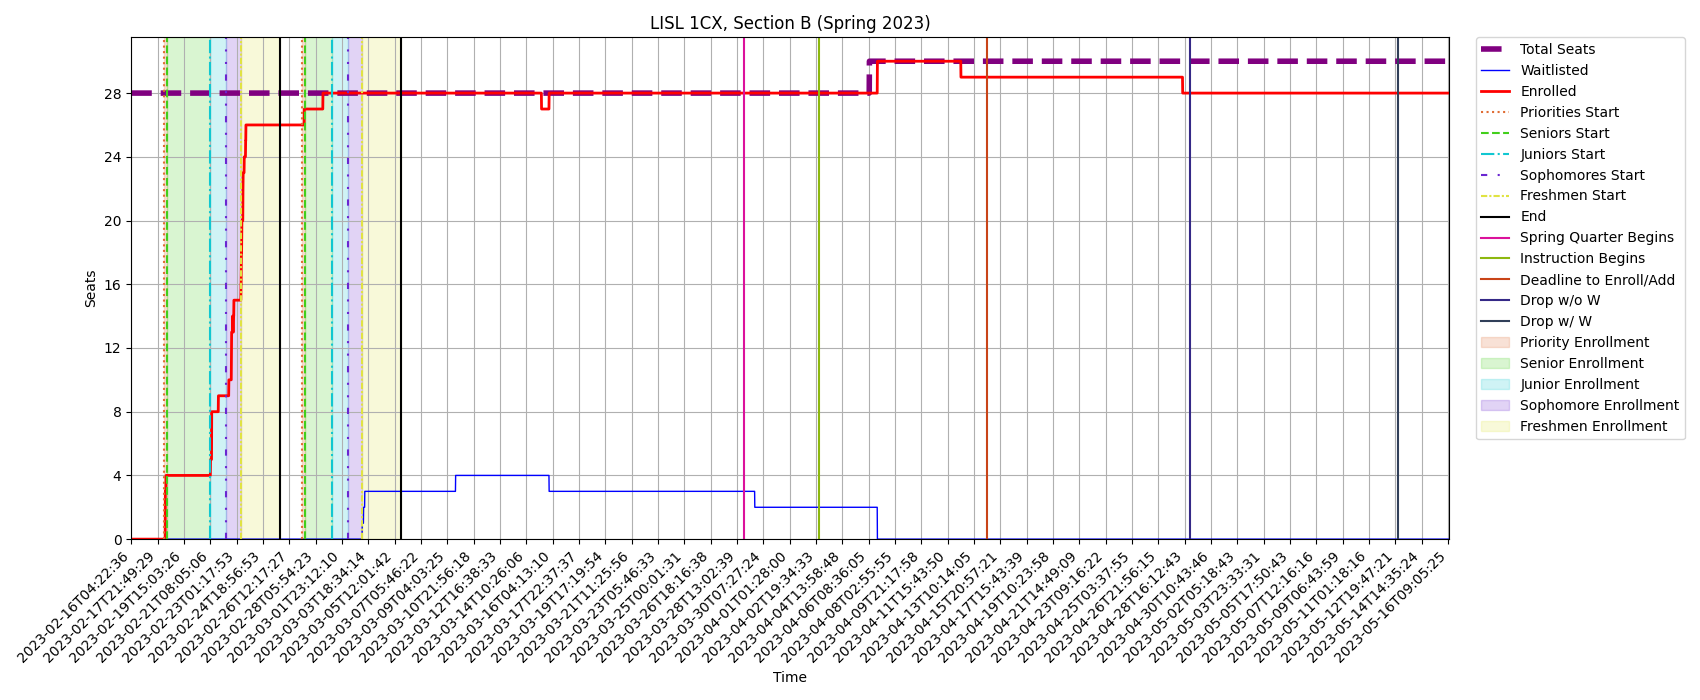 LISL 1CX, Section B (Spring 2023)
Seats
28
24
20
16
12
8
4
0
2023-02-16T04:22:36
2023-02-17T21:49:29
2023-02-19T15:03:26
2023-02-21T08:05:06
2023-02-23T01:17:53
2023-02-24T18:56:53
2023-02-26T12:17:27
2023-02-28T05:54:23
2023-03-01T23:12:10
2023-03-03T18:34:14
2023-03-05T12:01:42
2023-03-07T05:46:22
2023-03-09T04:03:25
2023-03-10T21:56:18
2023-03-12T16:38:33
2023-03-14T10:26:06
2023-03-16T04:13:10
2023-03-17T22:37:37
2023-03-19T17:19:54
2023-03-21T11:25:56
2023-03-23T05:46:33
2023-03-25T00:01:31
2023-03-26T18:16:38
2023-03-28T13:02:39
2023-03-30T07:27:24
2023-04-01T01:28:00
2023-04-02T19:34:33
2023-04-04T13:58:48
2023-04-06T08:36:05
2023-04-08T02:55:55
2023-04-09T21:17:58
2023-04-11T15:43:50
2023-04-13T10:14:05
2023-04-15T20:57:21
2023-04-17T15:43:39
2023-04-19T10:23:58
2023-04-21T14:49:09
2023-04-23T09:16:22
2023-04-25T03:37:55
2023-04-26T21:56:15
2023-04-28T16:12:43
2023-04-30T10:43:46
2023-05-02T05:18:43
2023-05-03T23:33:31
2023-05-05T17:50:43
2023-05-07T12:16:16
2023-05-09T06:43:59
2023-05-11T01:18:16
2023-05-12T19:47:21
2023-05-14T14:35:24
2023-05-16T09:05:25
Time
Total Seats
Waitlisted
Enrolled
Priorities Start
Seniors Start
Juniors Start
Sophomores Start
Freshmen Start
End
Spring Quarter Begins
Instruction Begins
Deadline to Enroll/Add
Drop w/o W
Drop w/ W
Priority Enrollment
Senior Enrollment
Junior Enrollment
Sophomore Enrollment
Freshmen Enrollment